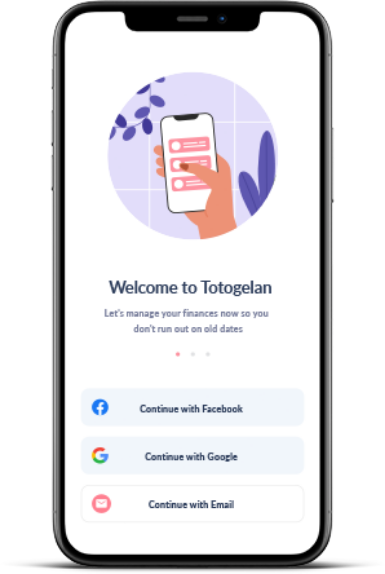 Welcome to Totogelan
Let's manage your finances now so you
don't run out on old dates
Continue with Facebook
Continue with Google
Continue with Email